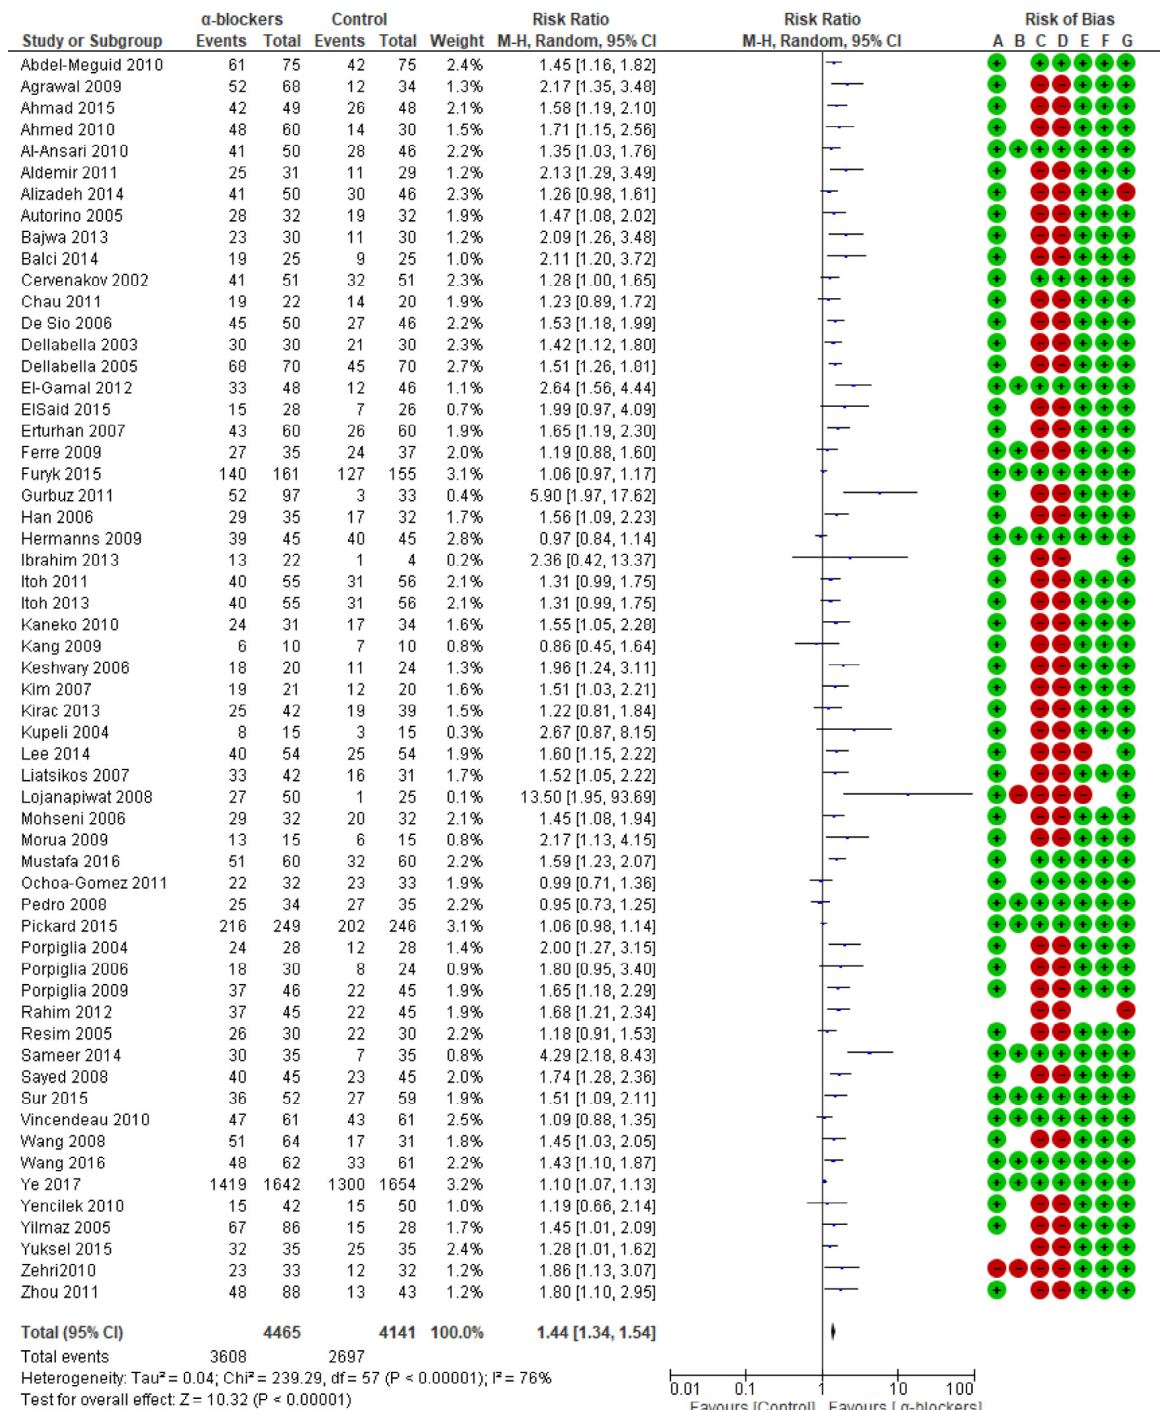 α-blockers Control Risk Ratio Risk Ratio Risk of Bias
Study or Subgroup Events Total Events Total Weight M-H, Random, 95% CI M-H, Random, 95% CI A B C D E F G
Abdel-Meguid 2010 61 75 42 75 2.4% 1.45 [1.16, 1.82]
Agrawal 2009 52 68 12 34 1.3% 2.17 [1.35, 3.48]
Ahmad 2015 42 49 26 48 2.1% 1.58 [1.19, 2.10]
Ahmed 2010 48 60 14 30 1.5% 1.71 [1.15, 2.56]
Al-Ansari 2010 41 50 28 46 2.2% 1.35 [1.03, 1.76]
Aldemir 2011 25 31 11 29 1.2% 2.13 [1.29, 3.49]
Alizadeh 2014 41 50 30 46 2.3% 1.26 [0.98, 1.61]
Autorino 2005 28 32 19 32 1.9% 1.47 [1.08, 2.02]
Bajwa 2013 23 30 11 30 1.2% 2.09 [1.26, 3.48]
Balci 2014 19 25 9 25 1.1% 2.11 [1.20, 3.72]
Cervenakov 2002 41 51 32 51 2.3% 1.28 [1.00, 1.65]
Chau 2011 19 22 14 20 1.9% 1.23 [0.89, 1.72]
De Sio 2006 45 50 27 46 2.2% 1.53 [1.18, 1.99]
Dellabella 2003 30 30 21 30 2.3% 1.42 [1.12, 1.80]
Dellabella 2005 68 70 45 70 2.7% 1.51 [1.26, 1.81]
El-Gamal 2012 33 48 12 46 1.1% 2.64 [1.56, 4.44]
ElSaid 2015 15 28 7 26 0.7% 1.99 [0.97, 4.09]
Erturhan 2007 43 60 26 60 1.9% 1.65 [1.19, 2.30]
Ferre 2009 27 35 24 37 2.0% 1.19 [0.88, 1.60]
Furyk 2015 140 161 127 155 3.1% 1.06 [0.97, 1.17]
Gurbuz 2011 52 97 3 33 0.4% 5.90 [1.97, 17.62]
Han 2006 29 35 17 32 1.7% 1.56 [1.09, 2.23]
Hermanns 2009 39 45 40 45 2.8% 0.97 [0.84, 1.14]
Ibrahim 2013 13 22 1 4 0.2% 2.36 [0.42, 13.37]
Itoh 2011 40 55 31 56 2.1% 1.31 [0.99, 1.75]
Itoh 2013 40 55 31 56 2.1% 1.31 [0.99, 1.75]
Kaneko 2010 24 31 17 34 1.6% 1.55 [1.05, 2.28]
Kang 2009 6 10 7 10 0.8% 0.86 [0.45, 1.64]
Keshvary 2006 18 20 11 24 1.3% 1.96 [1.24, 3.11]
KIm 2007 19 21 12 20 1.6% 1.51 [1.03, 2.21]
Kirac 2013 25 42 19 39 1.5% 1.22 [0.81, 1.84]
Kupeli 2004 8 15 3 15 0.3% 2.67 [0.87, 8.15]
Lee 2014 40 54 25 54 1.9% 1.60 [1.15, 2.22]
Liatsikos 2007 33 42 16 31 1.7% 1.52 [1.05, 2.22]
Lojanapiwat 2008 27 50 1 25 0.1% 13.50 [1.95, 93.69]
Mohseni 2006 29 32 20 32 2.1% 1.45 [1.08, 1.94]
Morua 2009 13 15 6 15 0.8% 2.17 [1.13, 4.15]
Mustafa 2016 51 60 32 60 2.2% 1.59 [1.23, 2.07]
Ochoa-Gomez 2011 22 32 23 33 1.9% 0.99 [0.71, 1.36]
Pedro 2008 25 34 27 35 2.2% 0.95 [0.73, 1.25]
Pickard 2015 216 249 202 246 3.1% 1.06 [0.98, 1.14]
Porpiglia 2004 24 28 12 28 1.4% 2.00 [1.27, 3.15]
Porpiglia 2006 18 30 8 24 0.9% 1.80 [0.95, 3.40]
Porpiglia 2009 37 46 22 45 1.9% 1.65 [1.18, 2.29]
Rahim 2012 37 45 22 45 1.9% 1.68 [1.21, 2.34]
Resim 2005 26 30 22 30 2.2% 1.18 [0.91, 1.53]
Sameer 2014 30 35 7 35 0.8% 4.29 [2.18, 8.43]
Sayed 2008 40 45 23 45 2.0% 1.74 [1.28, 2.36]
Sur 2015 36 52 27 59 1.9% 1.51 [1.09, 2.11]
Vincendeau 2010 47 61 43 61 2.5% 1.09 [0.88, 1.35]
Wang 2008 51 64 17 31 1.8% 1.45 [1.03, 2.05]
Wang 2016 48 62 33 61 2.2% 1.43 [1.10, 1.87]
Ye 2017 1419 1642 1300 1654 3.2% 1.10 [1.07, 1.13]
Yencilek 2010 15 42 15 50 1.0% 1.19 [0.66, 2.14]
Yilmaz 2005 67 86 15 28 1.7% 1.45 [1.01, 2.09]
Yuksel 2015 32 35 25 35 2.4% 1.28 [1.01, 1.62]
Zehri2010 23 33 12 32 1.2% 1.86 [1.13, 3.07]
Zhou 2011 48 88 13 43 1.2% 1.80 [1.10, 2.95]
Total (95% CI) 4465 4141 100.0% 1.44 [1.34, 1.54]
Total events 3608 2697
Heterogeneity: Tau² = 0.04; Chi² = 239.29, df = 57 (P < 0.00001); I² = 76%
Test for overall effect: Z = 10.32 (P < 0.00001)
0.01 0.1 1 10 100
Favours [Control] Favours [ α-blockers]